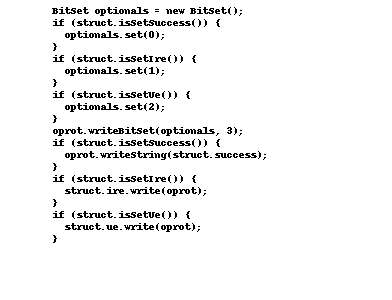 BitSet optionals = new BitSet();
if (struct.isSetSuccess()) {
optionals.set(0);
}
if (struct.isSetIre()) {
optionals.set(1);
}
if (struct.isSetUe()) {
optionals.set(2);
}
oprot.writeBitSet(optionals, 3);
if (struct.isSetSuccess()) {
oprot.writeString(struct.success);
}
if (struct.isSetIre()) {
struct.ire.write(oprot);
}
if (struct.isSetUe()) {
struct.ue.write(oprot);
}